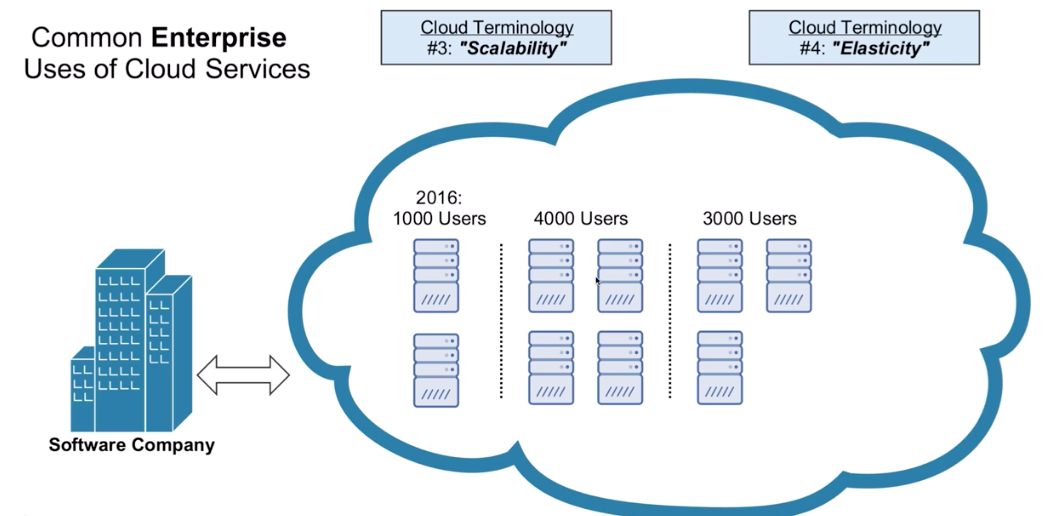 Common Enterprise
Uses of Cloud Services
Cloud Terminology
#3: "Scalability"
Cloud Terminology
#4: "Elasticity"
2016:
1000 Users
4000 Users
3000 Users
Software Company